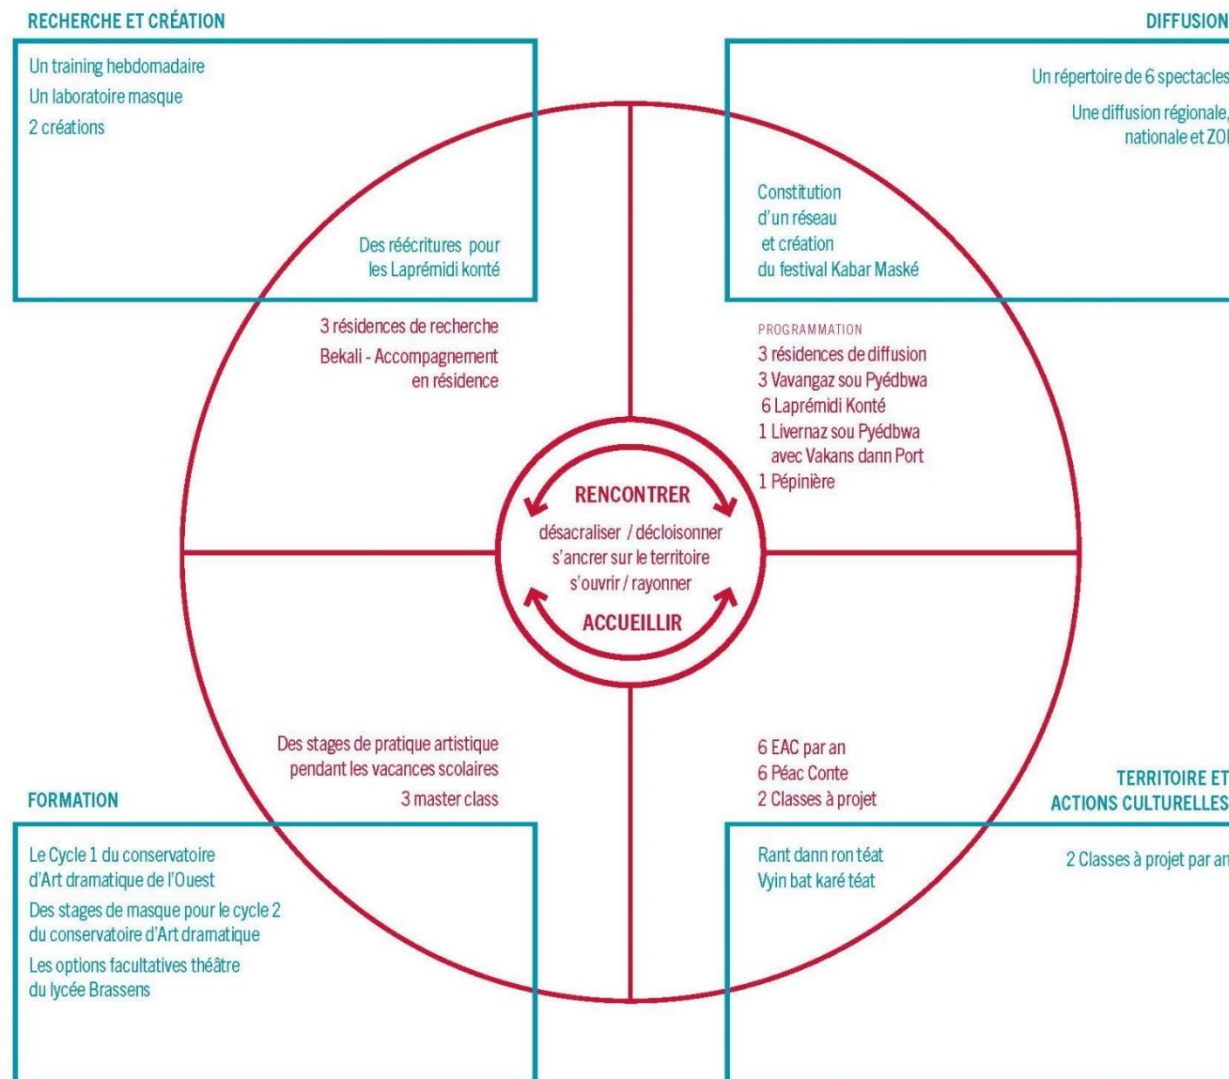 RECHERCHE ET CRÉATION
Un training hebdomadaire
Un laboratoire masque
2 créations
Des réécritures pour
les Laprémidi konté
3 résidences de recherche
Bekali - Accompagnement
en résidence
DIFFUSION
Un répertoire de 6 spectacles
Une diffusion régionale,
nationale et ZOI
Constitution
d'un réseau
et création
du festival Kabar Maské
PROGRAMMATION
3 résidences de diffusion
3 Vavangaz sou Pyédbwa
6 Laprémidi Konté
1 Livernaz sou Pyédbwa
avec Vakans dann Port
1 Pépinière
RENCONTRER
désacraliser / décloisonner
s'ancrer sur le territoire
s'ouvrir / rayonner
ACCUEILLIR
Des stages de pratique artistique
pendant les vacances scolaires
3 master class
FORMATION
Le Cycle 1 du conservatoire
d'Art dramatique de l'Ouest
Des stages de masque pour le cycle 2
du conservatoire d'Art dramatique
Les options facultatives théâtre
du lycée Brassens
6 EAC par an
6 Péac Conte
2 Classes à projet
TERRITOIRE ET
ACTIONS CULTURELLES
Rant dann ron téat
Vyin bat karé téat
2 Classes à projet par an